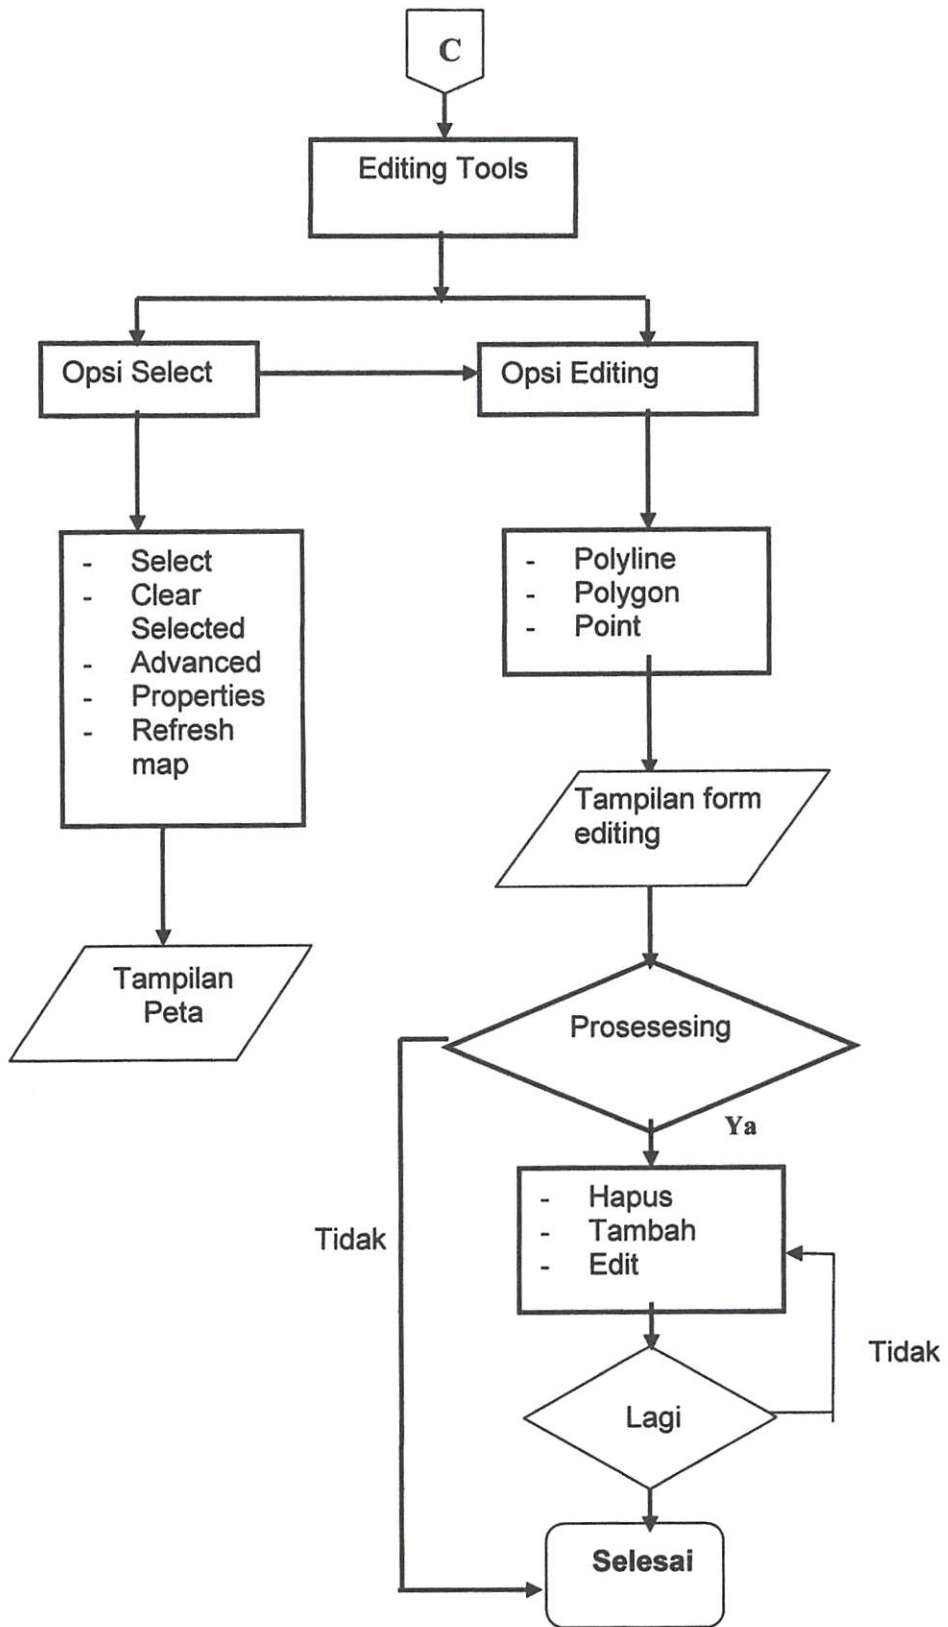 C
Editing Tools
Opsi Select
Opsi Editing
- Select
- Clear
Selected
- Advanced
- Properties
- Refresh
map
- Polyline
- Polygon
- Point
Tampilan form
editing
Tampilan
Peta
Prosesesing
Ya
- Hapus
- Tambah
- Edit
Tidak
Tidak
Lagi
Selesai